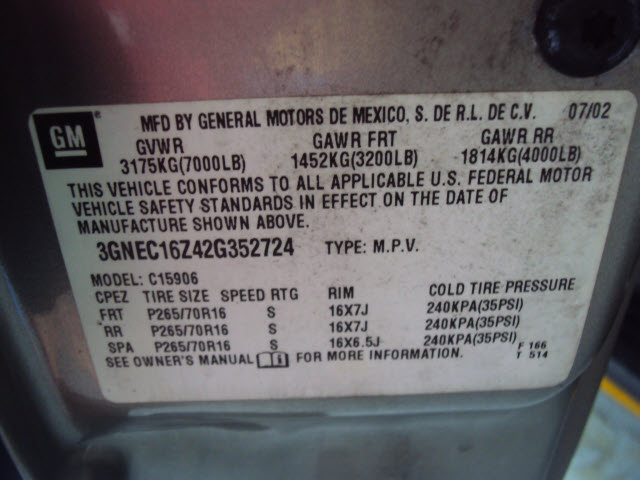 GM
MFD BY GENERAL MOTORS DE MEXICO, S. DE R.L. DE C.V. 07/02
GVWR GAWR FRT GAWR RR
3175KG(7000LB) 1452KG(3200LB) 1814KG(4000LB)
THIS VEHICLE CONFORMS TO ALL APPLICABLE U.S. FEDERAL MOTOR
VEHICLE SAFETY STANDARDS IN EFFECT ON THE DATE OF
MANUFACTURE SHOWN ABOVE.
3GNEC16Z42G352724 TYPE: M.P.V.
MODEL: C15906
CPEZ TIRE SIZE SPEED RTG RIM COLD TIRE PRESSURE
FRT P265/70R16 S 16X7J 240KPA(35PSI)
RR P265/70R16 S 16X7J 240KPA(35PSI)
SPA P265/70R16 S 16X6.5J 240KPA(35PSI)
SEE OWNER'S MANUAL FOR MORE INFORMATION. F 166
T 514